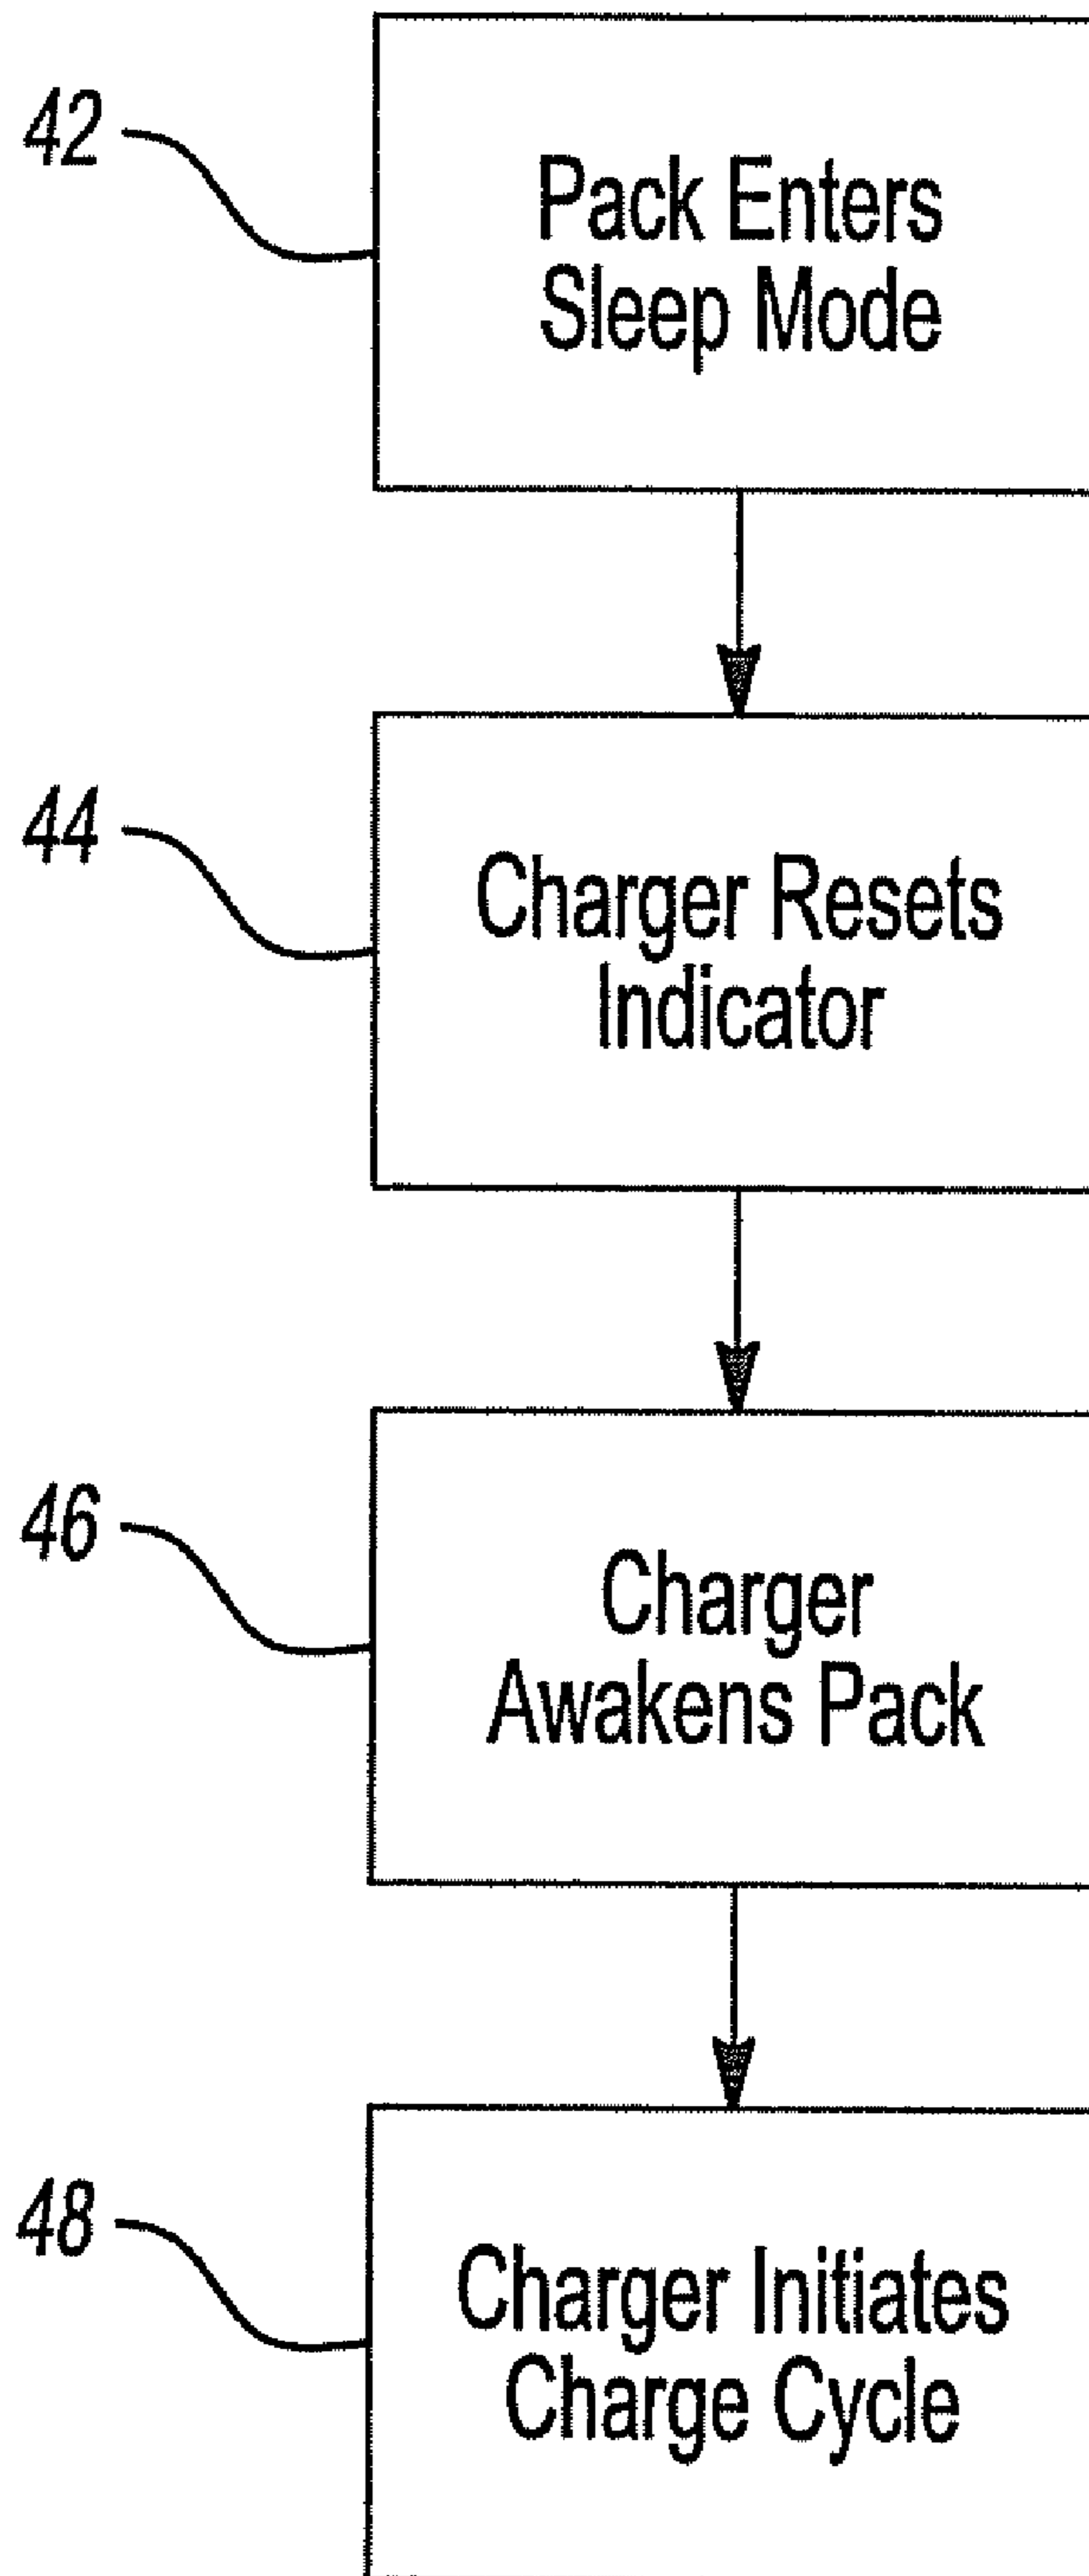 42
Pack Enters
Sleep Mode
44
Charger Resets
Indicator
46
Charger
Awakens Pack
48
Charger Initiates
Charge Cycle